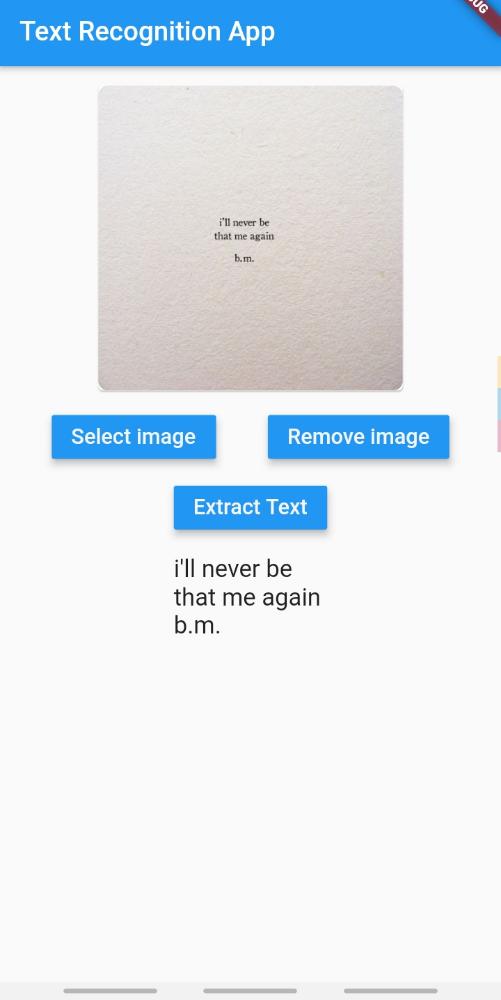 Text Recognition App
UG
i'll never be
that me again
b.m.
Select image
Remove image
Extract Text
i'll never be
that me again
b.m.